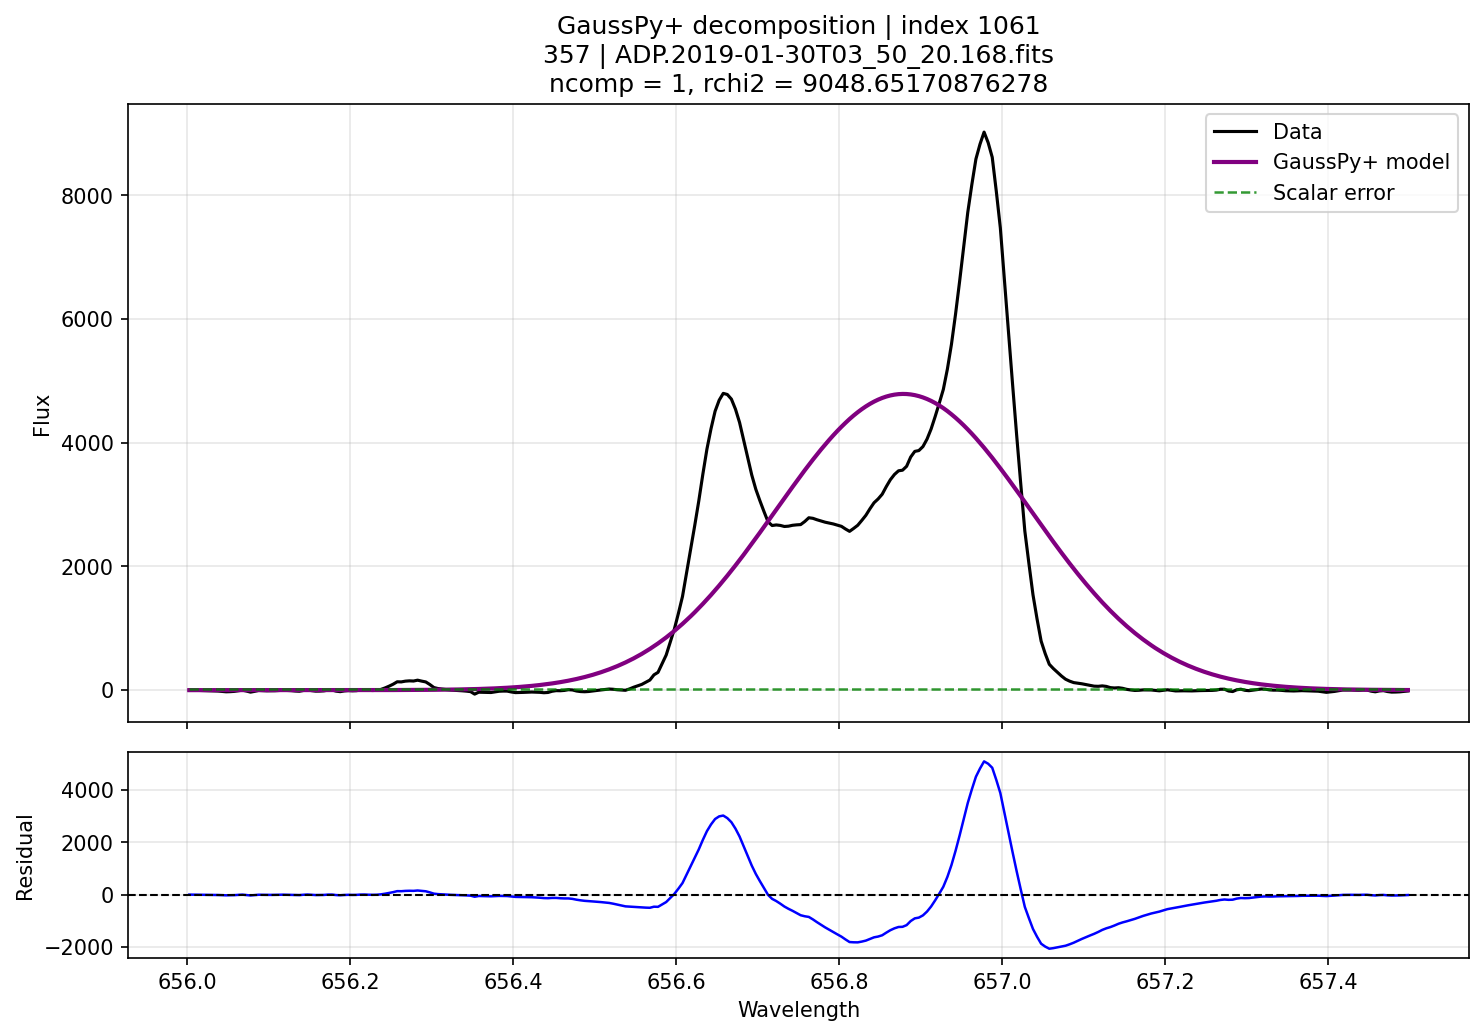 GaussPy+ decomposition | index 1061
357 | ADP.2019-01-30T03_50_20.168.fits
ncomp = 1, rchi2 = 9048.65170876278
Data
GaussPy+ model
Scalar error
Flux
8000
6000
4000
2000
0
Residual
4000
2000
0
−2000
656.0 656.2 656.4 656.6 656.8 657.0 657.2 657.4
Wavelength